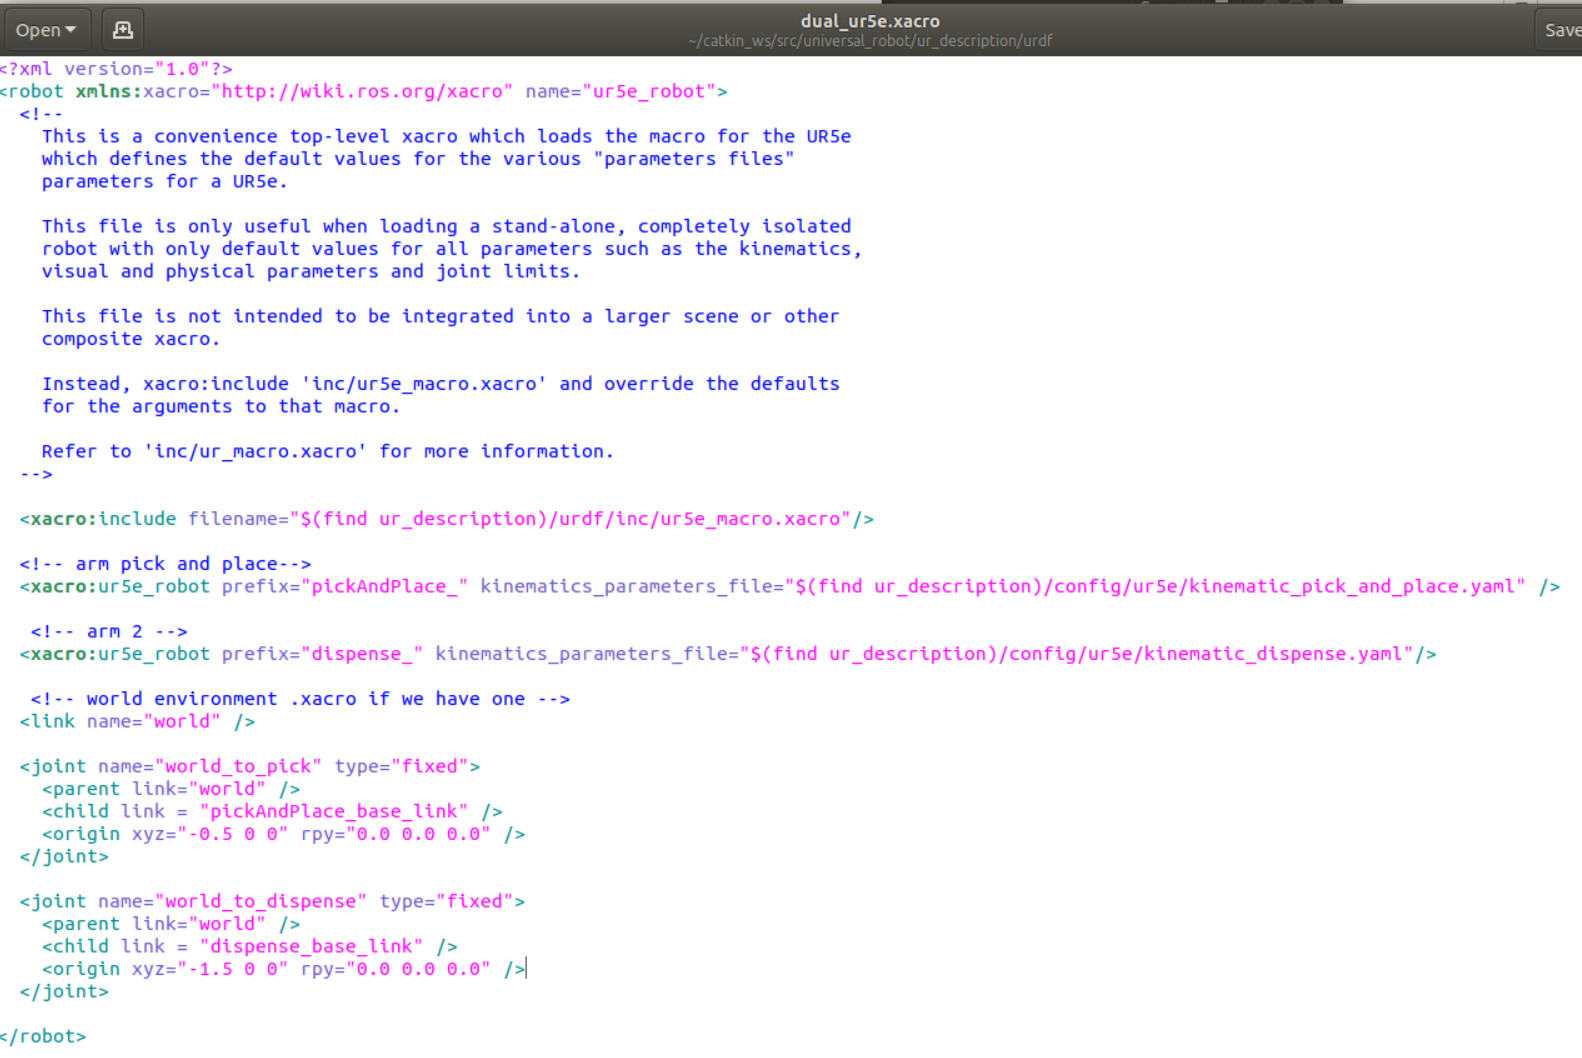 Open
dual_ur5e.xacro
~/catkin_ws/src/universal_robot/ur_description/urdf
Save
<?xml version="1.0"?>
<robot xmlns:xacro="http://wiki.ros.org/xacro" name="ur5e_robot">
<!--
This is a convenience top-level xacro which loads the macro for the UR5e
which defines the default values for the various "parameters files"
parameters for a UR5e.
This file is only useful when loading a stand-alone, completely isolated
robot with only default values for all parameters such as the kinematics,
visual and physical parameters and joint limits.
This file is not intended to be integrated into a larger scene or other
composite xacro.
Instead, xacro:include 'inc/ur5e_macro.xacro' and override the defaults
for the arguments to that macro.
Refer to 'inc/ur_macro.xacro' for more information.
-->
<xacro:include filename="$(find ur_description)/urdf/inc/ur5e_macro.xacro"/>
<!-- arm pick and place-->
<xacro:ur5e_robot prefix="pickAndPlace_" kinematics_parameters_file="$(find ur_description)/config/ur5e/kinematic_pick_and_place.yaml" />
<!-- arm 2 -->
<xacro:ur5e_robot prefix="dispense_" kinematics_parameters_file="$(find ur_description)/config/ur5e/kinematic_dispense.yaml"/>
<!-- world environment .xacro if we have one -->
<link name="world" />
<joint name="world_to_pick" type="fixed">
<parent link="world" />
<child link = "pickAndPlace_base_link" />
<origin xyz="-0.5 0 0" rpy="0.0 0.0 0.0" />
</joint>
<joint name="world_to_dispense" type="fixed">
<parent link="world" />
<child link = "dispense_base_link" />
<origin xyz="-1.5 0 0" rpy="0.0 0.0 0.0" />
</joint>
</robot>